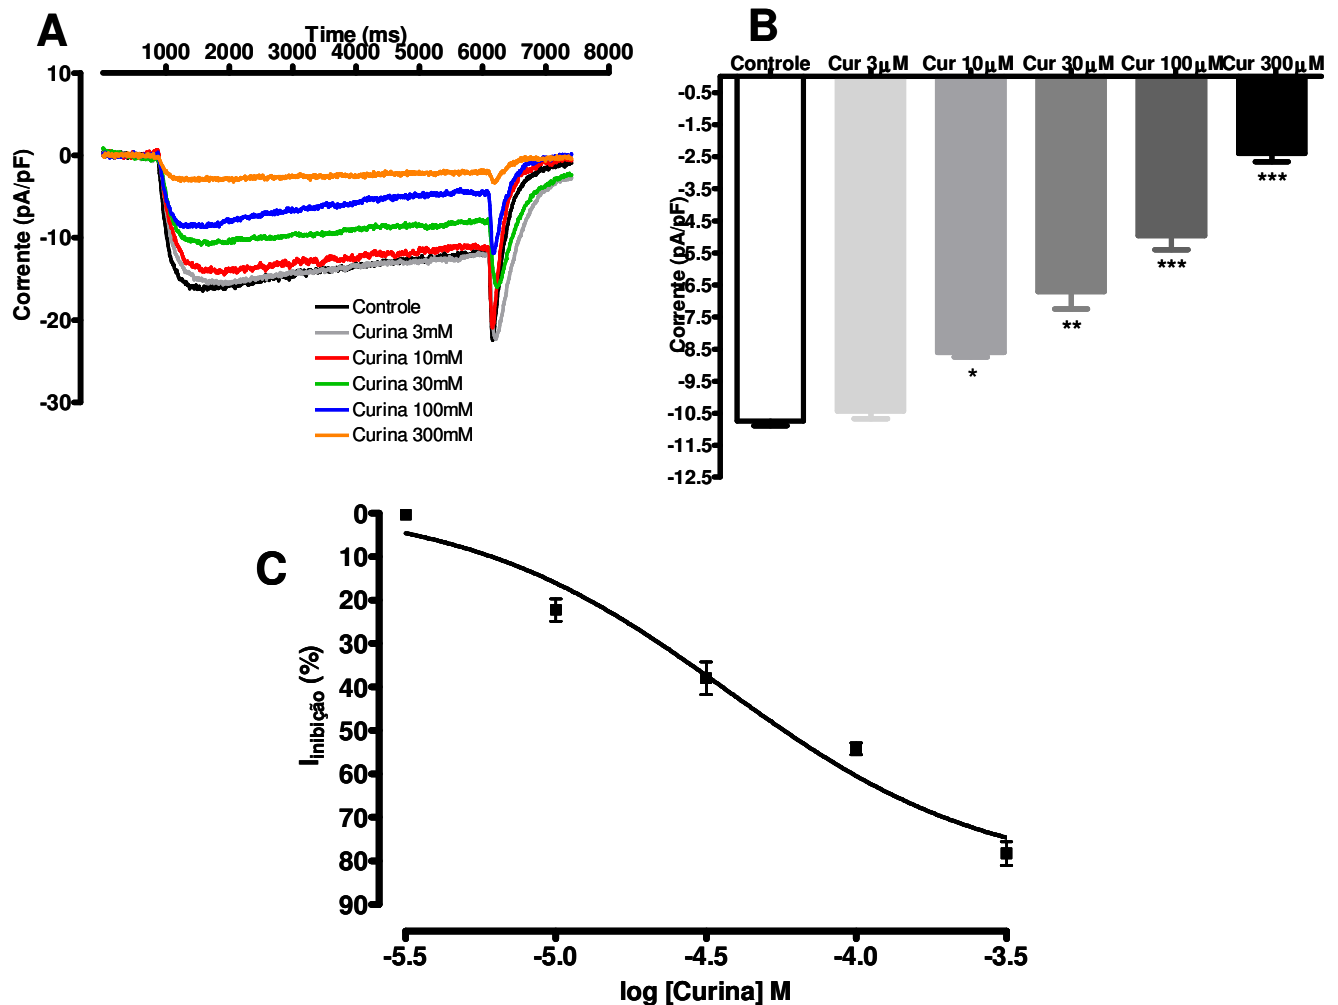 A
Time (ms)
1000 2000 3000 4000 5000 6000 7000 8000
10
0
-10
-20
-30
Corrente (pA/pF)
Controle
Curina 3mM
Curina 10mM
Curina 30mM
Curina 100mM
Curina 300mM
B
Controle Cur 3μM Cur 10μM Cur 30μM Cur 100μM Cur 300μM
-0.5
-1.5
-2.5
-3.5
-4.5
-5.5
-6.5
-7.5
-8.5
-9.5
-10.5
-11.5
-12.5
Corrente (pA/pF)
*
**
***
***
C
0
10
20
30
40
50
60
70
80
90
Iinibição (%)
-5.5 -5.0 -4.5 -4.0 -3.5
log [Curina] M